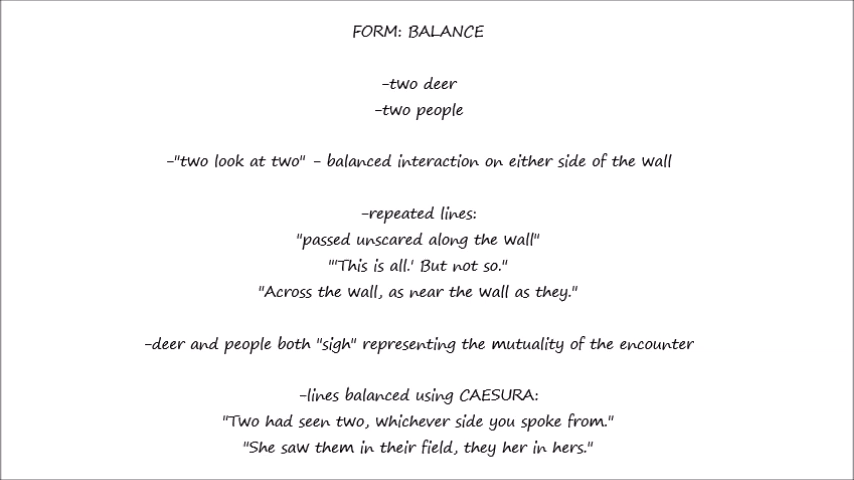 FORM: BALANCE
-two deer
-two people
-"two look at two" - balanced interaction on either side of the wall
-repeated lines:
"passed unscared along the wall"
"'This is all.' But not so."
"Across the wall, as near the wall as they."
-deer and people both "sigh" representing the mutuality of the encounter
-lines balanced using CAESURA:
"Two had seen two, whichever side you spoke from."
"She saw them in their field, they her in hers."